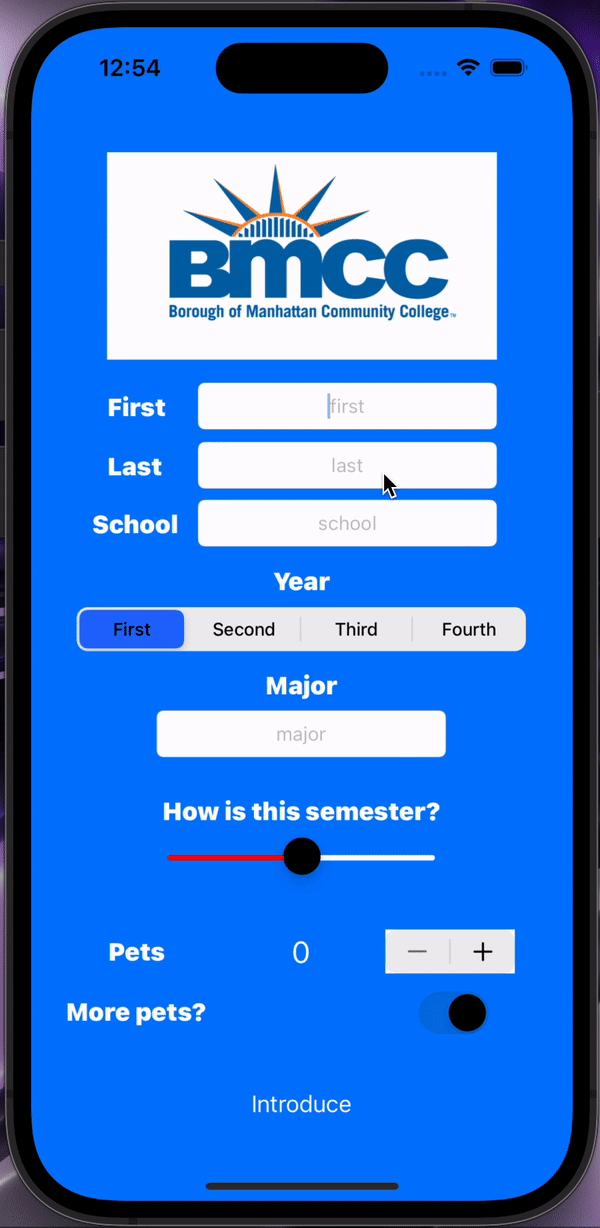 12:54
BMCC
Borough of Manhattan Community College™
First first
Last last
School school
Year
First Second Third Fourth
Major
major
How is this semester?
Pets 0 − +
More pets?
Introduce